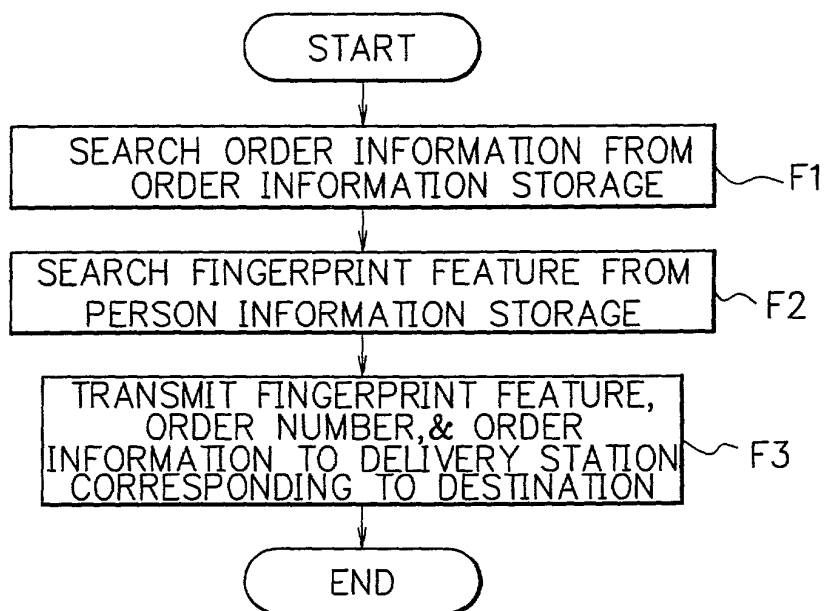 START
SEARCH ORDER INFORMATION FROM
ORDER INFORMATION STORAGE
F1
SEARCH FINGERPRINT FEATURE FROM
PERSON INFORMATION STORAGE
F2
TRANSMIT FINGERPRINT FEATURE,
ORDER NUMBER,& ORDER
INFORMATION TO DELIVERY STATION
CORRESPONDING TO DESTINATION
F3
END